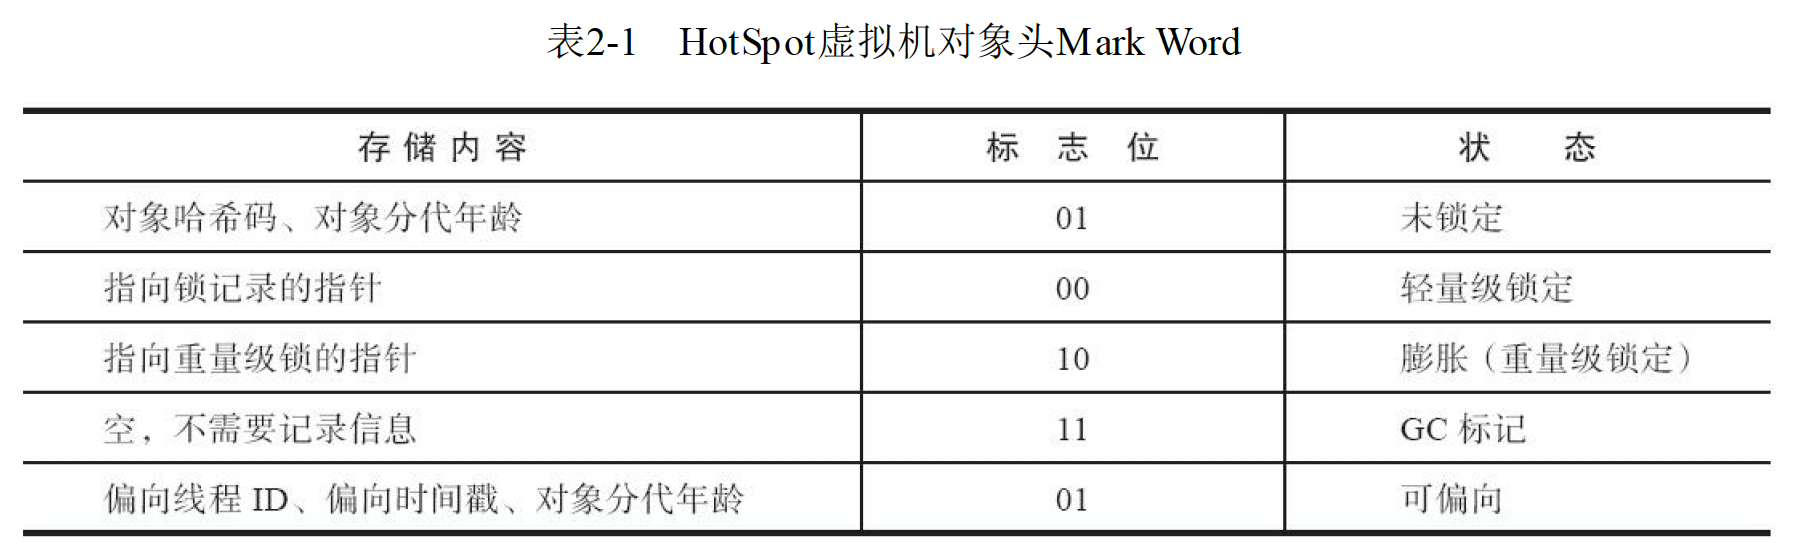 表2-1 HotSpot虚拟机对象头Mark Word
存储内容 标志位 状态
对象哈希码、对象分代年龄 01 未锁定
指向锁记录的指针 00 轻量级锁定
指向重量级锁的指针 10 膨胀（重量级锁定）
空，不需要记录信息 11 GC 标记
偏向线程 ID、偏向时间戳、对象分代年龄 01 可偏向